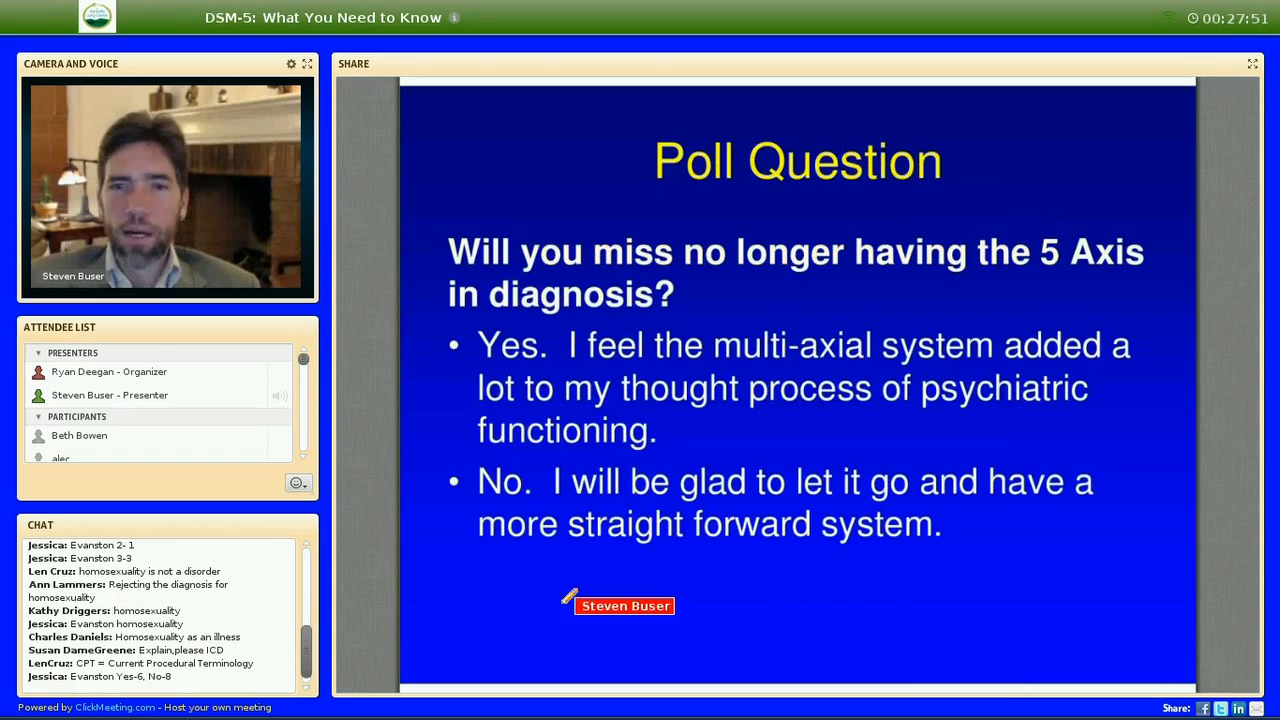 DSM-5: What You Need to Know
00:27:51
CAMERA AND VOICE
Steven Buser
ATTENDEE LIST
PRESENTERS
Ryan Deegan - Organizer
Steven Buser - Presenter
PARTICIPANTS
Beth Bowen
alec
CHAT
Jessica: Evanston 2- 1
Jessica: Evanston 3-3
Len Cruz: homosexuality is not a disorder
Ann Lammers: Rejecting the diagnosis for
homosexuality
Kathy Driggers: homosexuality
Jessica: Evanston homosexuality
Charles Daniels: Homosexuality as an illness
Susan DameGreene: Explain,please ICD
LenCruz: CPT = Current Procedural Terminology
Jessica: Evanston Yes-6, No-8
SHARE
Poll Question
Will you miss no longer having the 5 Axis
in diagnosis?
• Yes. I feel the multi-axial system added a
lot to my thought process of psychiatric
functioning.
• No. I will be glad to let it go and have a
more straight forward system.
Steven Buser
Powered by ClickMeeting.com - Host your own meeting
Share: